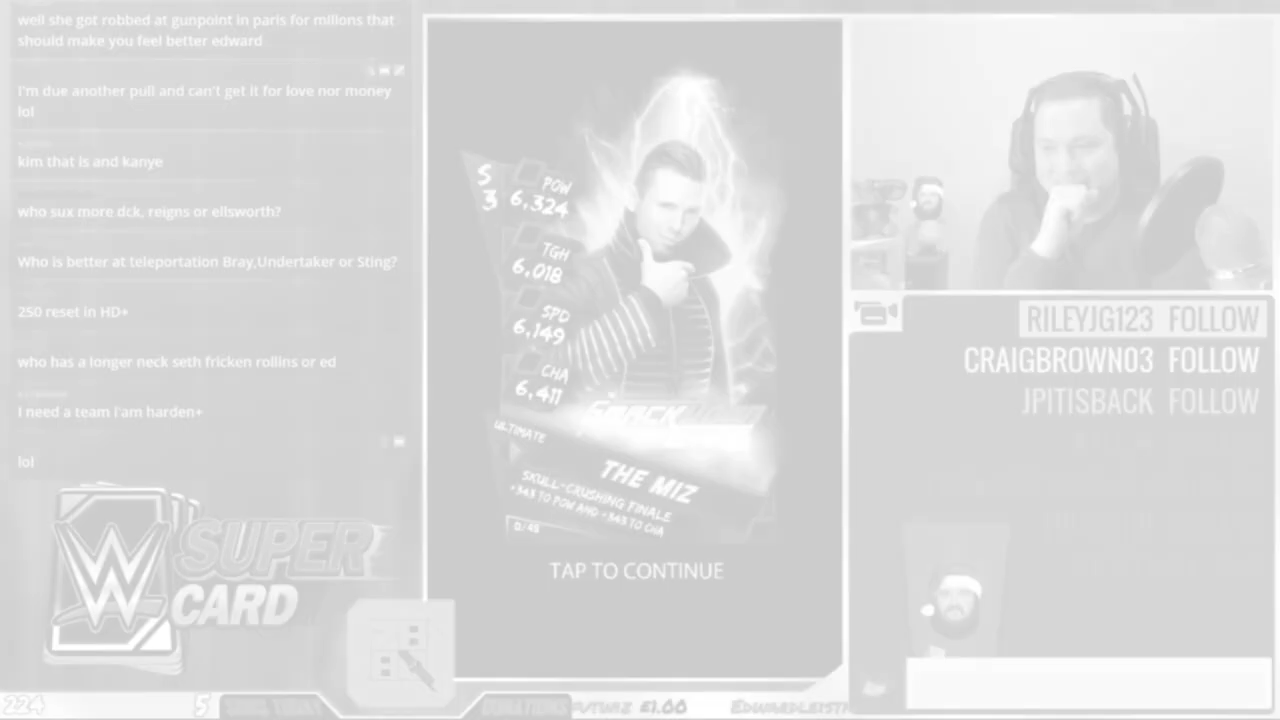 well she got robbed at gunpoint in paris for millons that
should make you feel better edward
I'm due another pull and can't get it for love nor money
lol
kim that is and kanye
who sux more dck, reigns or ellsworth?
Who is better at teleportation Bray,Undertaker or Sting?
250 reset in HD+
who has a longer neck seth fricken rollins or ed
I need a team I'am harden+
lol
SUPER
CARD
S
3
POW
6,324
TGH
6,018
SPD
6,149
CHA
6,411
SMACKDOWN
ULTIMATE
THE MIZ
SKULL-CRUSHING FINALE
+343 TO POW AND +343 TO CHA
0/45
TAP TO CONTINUE
RILEYJG123 FOLLOW
CRAIGBROWN03 FOLLOW
JPITISBACK FOLLOW
224
5
DONATIONS
£1.00